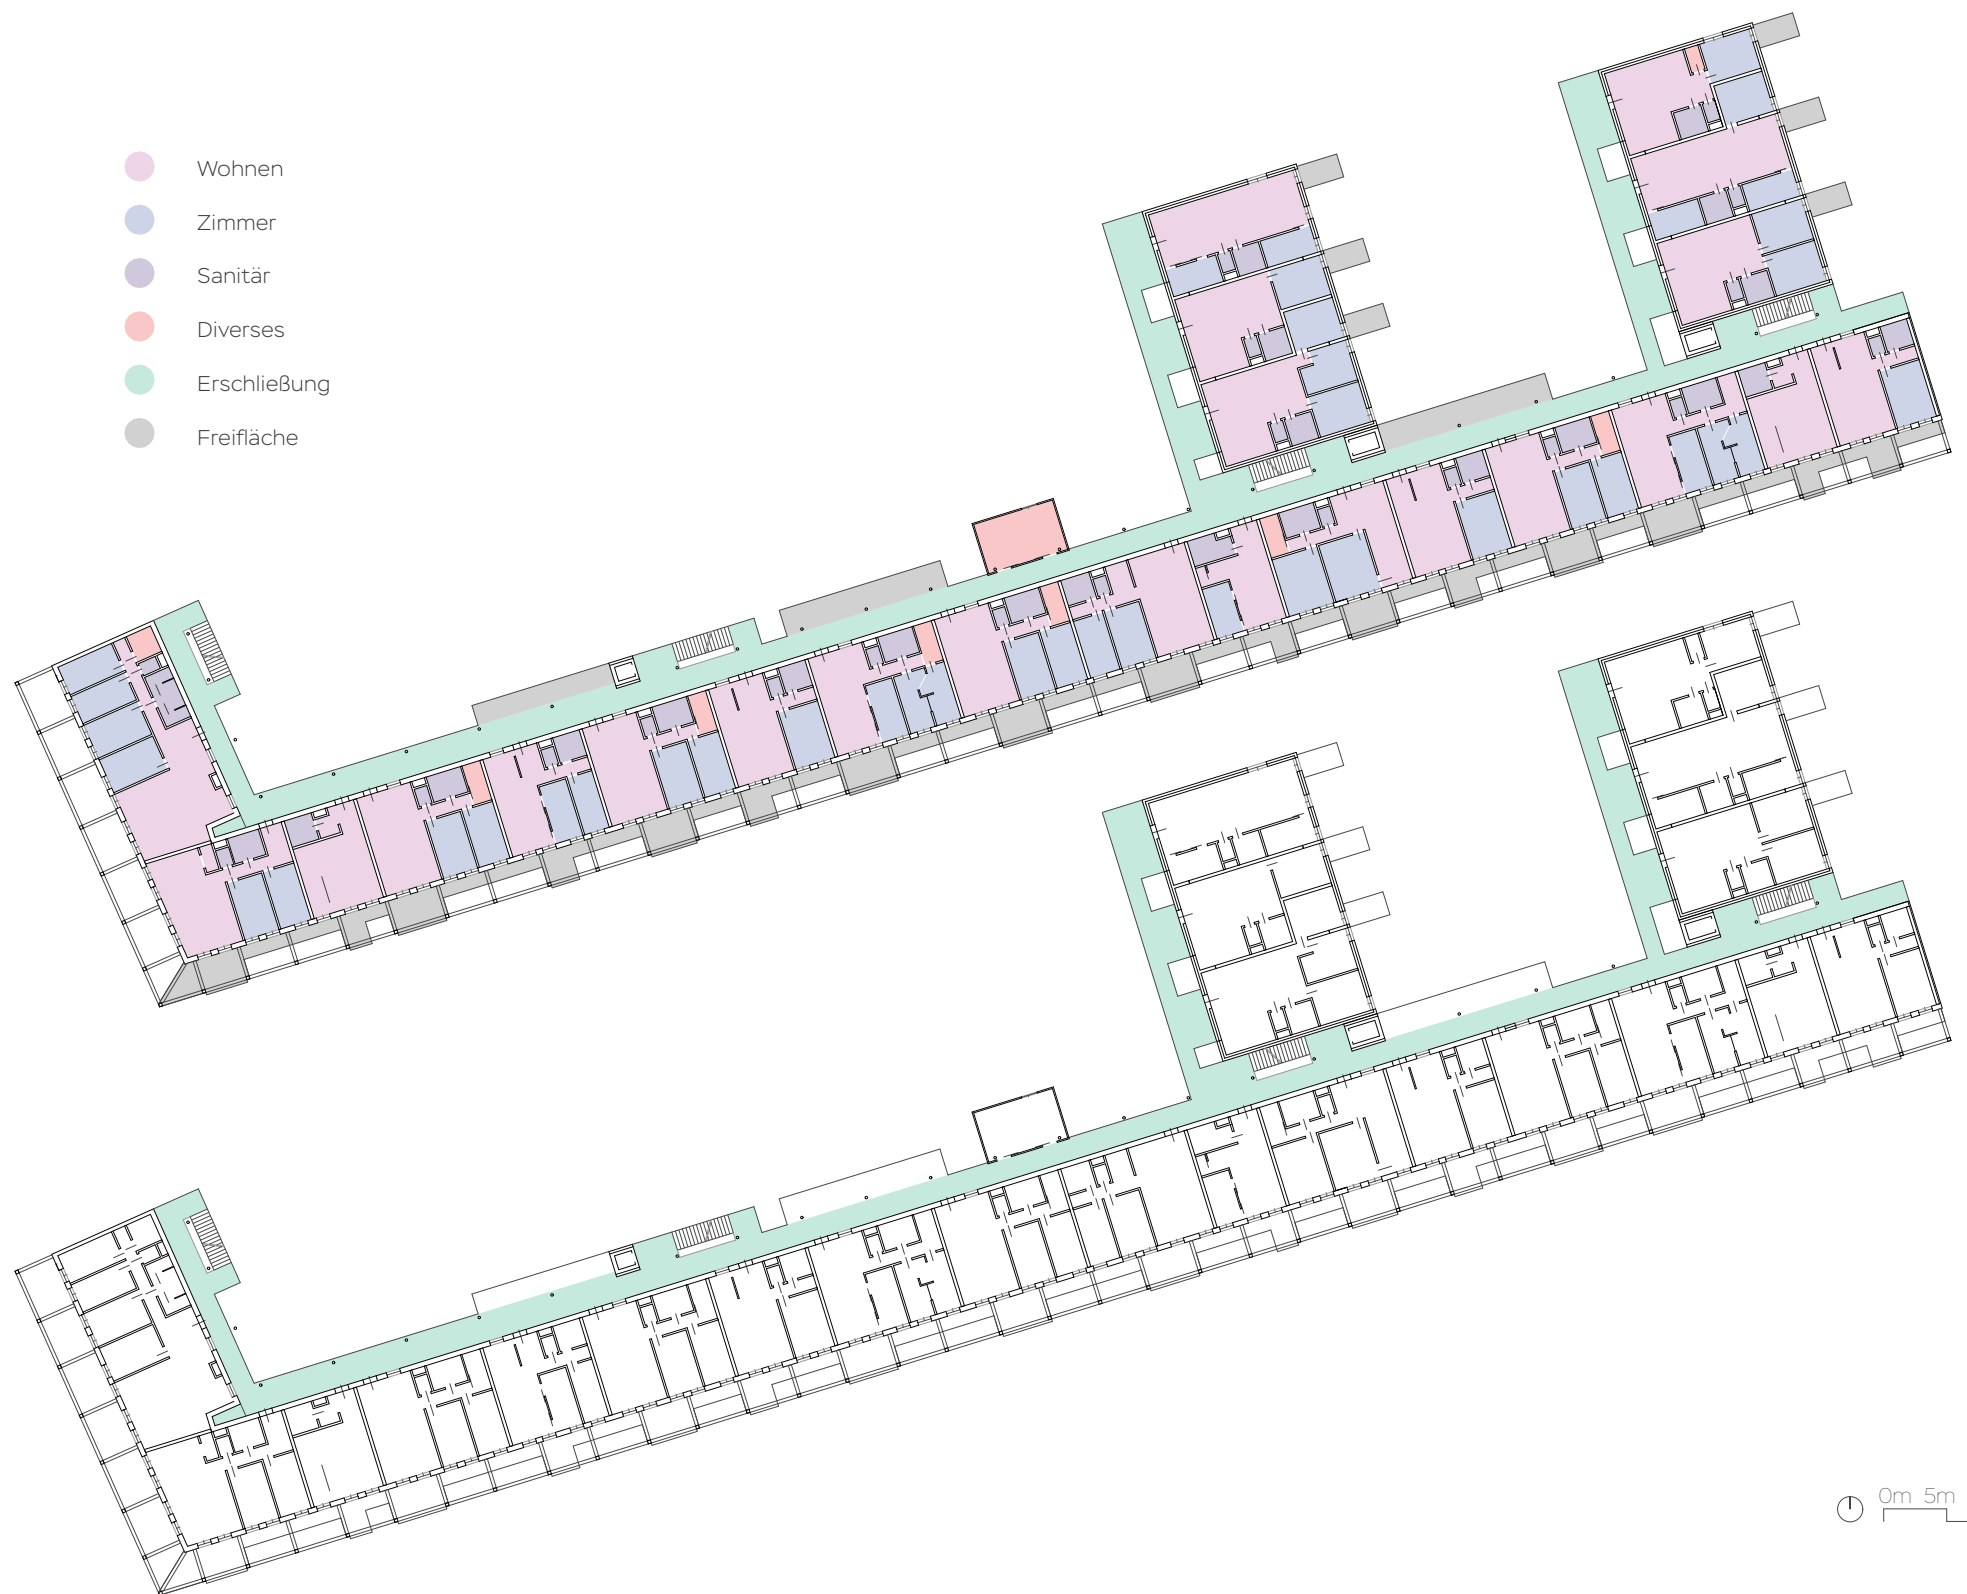 Wohnen
Zimmer
Sanitär
Diverses
Erschließung
Freifläche
0m 5m